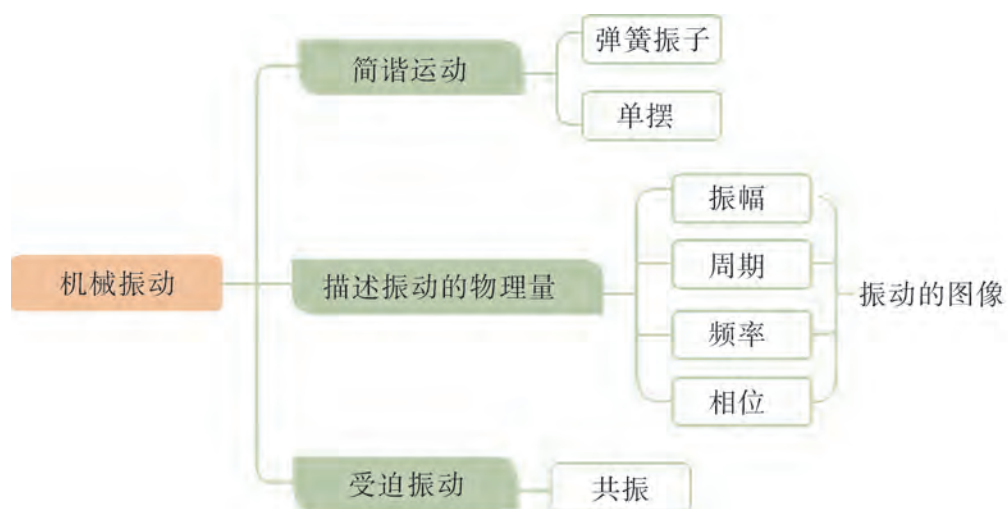 机械振动
简谐运动
弹簧振子
单摆
描述振动的物理量
振幅
周期
频率
相位
振动的图像
受迫振动
共振